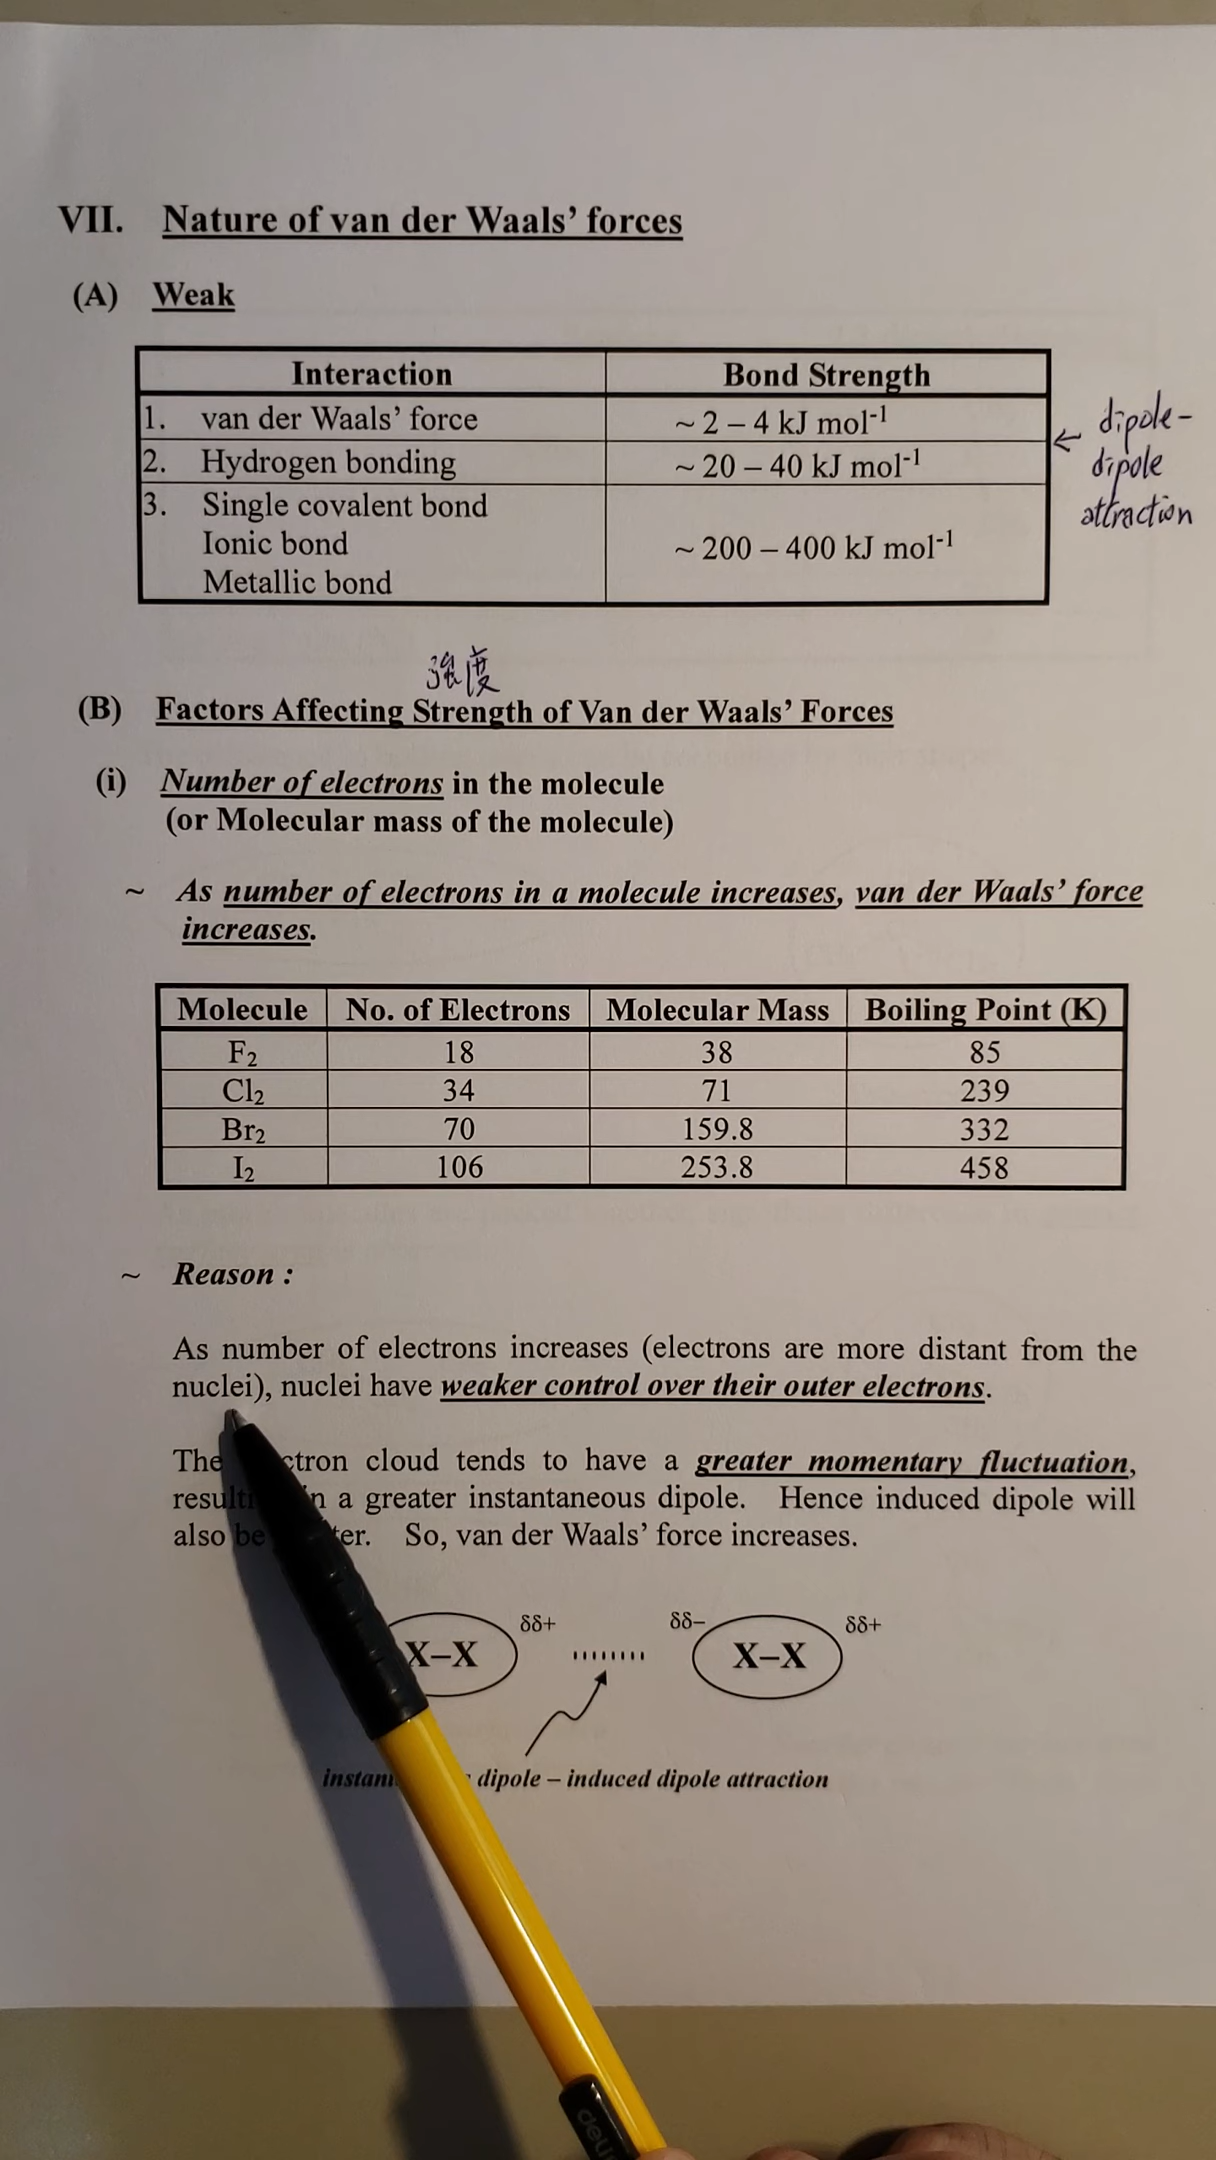 VII. Nature of van der Waals’ forces
(A) Weak
Interaction Bond Strength
1. van der Waals’ force ~ 2 – 4 kJ mol-1
2. Hydrogen bonding ~ 20 – 40 kJ mol-1
3. Single covalent bond
Ionic bond ~ 200 – 400 kJ mol-1
Metallic bond
← dipole-
dipole
attraction
強度
(B) Factors Affecting Strength of Van der Waals’ Forces
(i) Number of electrons in the molecule
(or Molecular mass of the molecule)
~ As number of electrons in a molecule increases, van der Waals’ force
increases.
Molecule No. of Electrons Molecular Mass Boiling Point (K)
F2 18 38 85
Cl2 34 71 239
Br2 70 159.8 332
I2 106 253.8 458
~ Reason :
As number of electrons increases (electrons are more distant from the
nuclei), nuclei have weaker control over their outer electrons.
The ctron cloud tends to have a greater momentary fluctuation,
resulti n a greater instantaneous dipole. Hence induced dipole will
also be ter. So, van der Waals’ force increases.
δδ+ δδ– δδ+
X–X ········· X–X
instan dipole – induced dipole attraction
deli